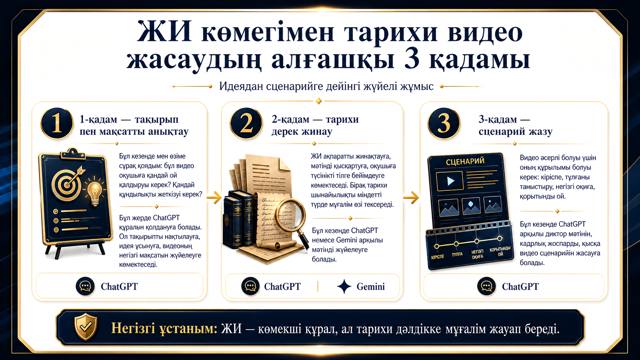 ЖИ көмегімен тарихи видео
жасаудың алғашқы 3 қадамы
Идеядан сценарийге дейінгі жүйелі жұмыс
1
1-қадам — тақырып
пен мақсатты анықтау
Бұл кезеңде мен өзіме
сұрақ қоядым: бұл видео
оқушыға қандай ой
қалдыруы керек? Қандай
құндылықты жеткізуі керек?
Бұл жерде ChatGPT
құралын қолдануға болады.
Ол тақырыпты нақтылауға,
идея ұсынуға, видеоның
негізгі мақсатын жүйелеуге
көмектеседі.
ChatGPT
2
2-қадам — тарихи
дерек жинау
ЖИ ақпаратты жинақтауға,
мәтінді қысқартуға, оқушыға
түсінікті тілге бейімдеуге
көмектеседі. Бірақ тарихи
шынайылықты міндетті
түрде мұғалім өзі тексереді.
Бұл кезеңде ChatGPT
немесе Gemini арқылы
мәтінді жүйелеуге
болады.
ChatGPT
Gemini
3
3-қадам —
сценарий жазу
СЦЕНАРИЙ
КІРІСПЕ
ТҰЛҒА
НЕГІЗГІ
ОҚИҒА
ҚОРЫТЫНДЫ
ОЙ
Видео әсерлі болуы үшін
оның құрылымы болуы
керек: кіріспе, тұлғаны
таныстыру, негізгі оқиға,
қорытынды ой.
Бұл кезеңде ChatGPT
арқылы диктор мәтінін,
кадрлық жоспарды, қысқа
видео сценарийін жасауға
болады.
ChatGPT
Негізгі ұстаным: ЖИ — көмекші құрал, ал тарихи дәлдікке мұғалім жауап береді.